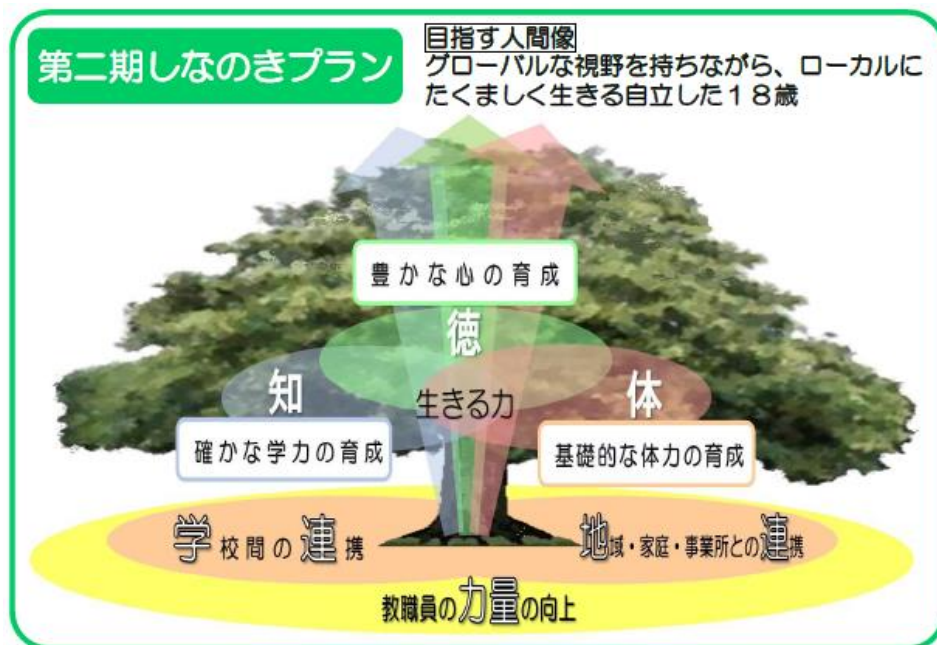 第二期しなのきプラン
目指す人間像
グローバルな視野を持ちながら、ローカルに
たくましく生きる自立した18歳
豊かな心の育成
徳
知
生きる力
体
確かな学力の育成
基礎的な体力の育成
学校間の連携
地域・家庭・事業所との連携
教職員の力量の向上